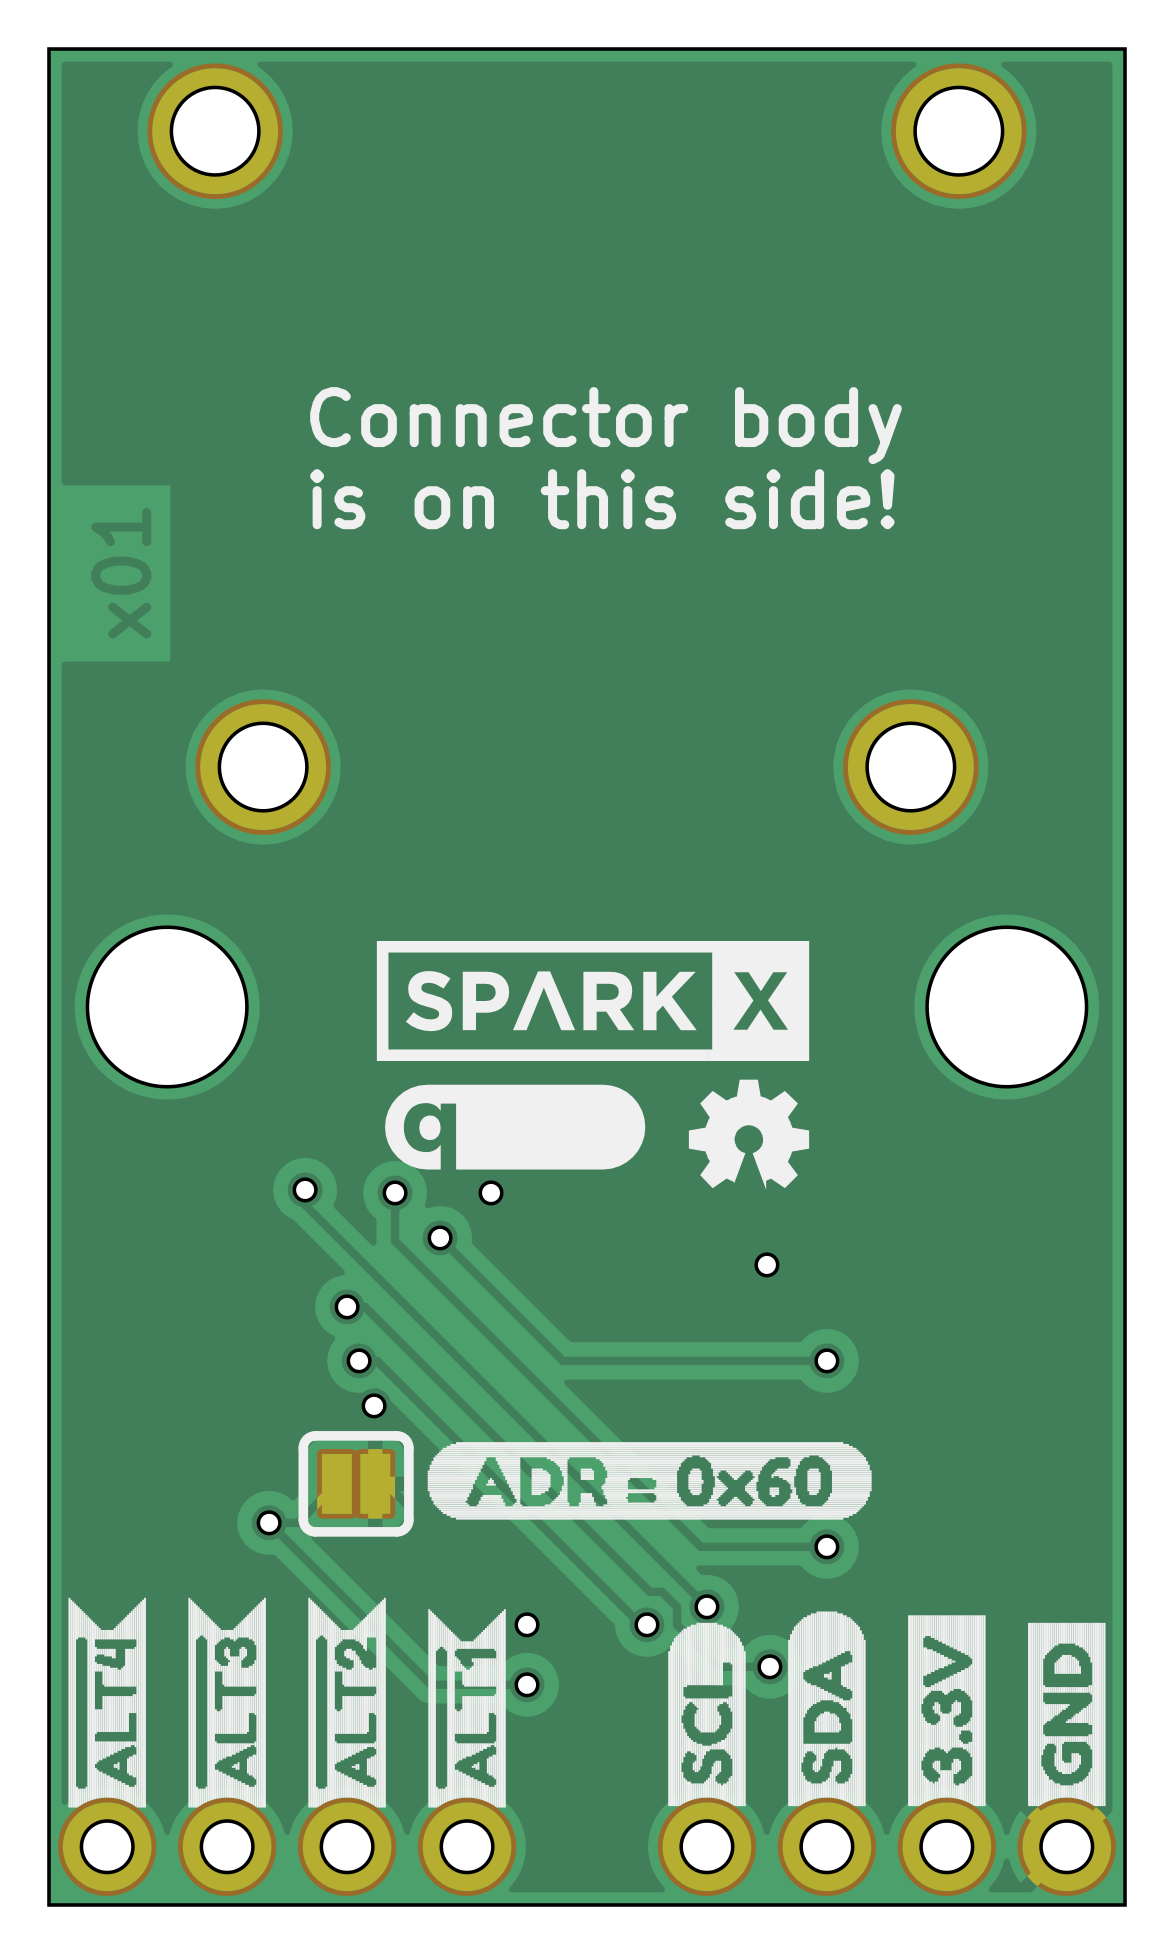 Connector body
is on this side!
x01
SPARK X
q
ADR = 0x60
ALT4
ALT3
ALT2
ALT1
SCL
SDA
3.3V
GND